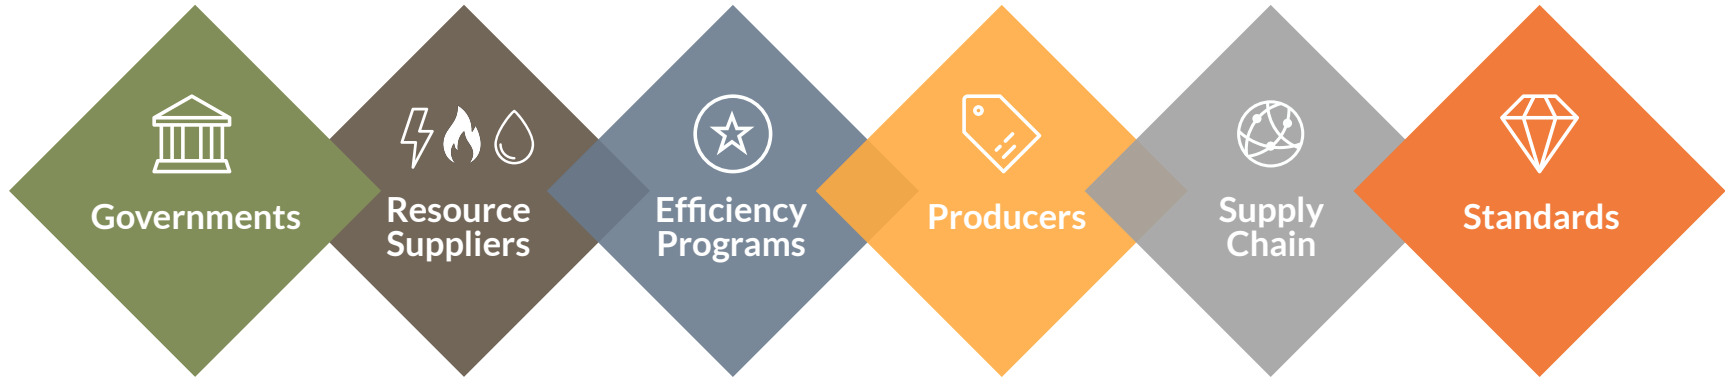 Governments
Resource
Suppliers
Efficiency
Programs
Producers
Supply
Chain
Standards